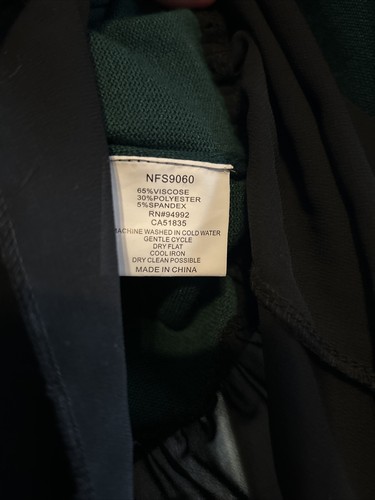 NFS9060
65%VISCOSE
30%POLYESTER
5%SPANDEX
RN#94992
CA51835
MACHINE WASHED IN COLD WATER
GENTLE CYCLE
DRY FLAT
COOL IRON
DRY CLEAN POSSIBLE
MADE IN CHINA